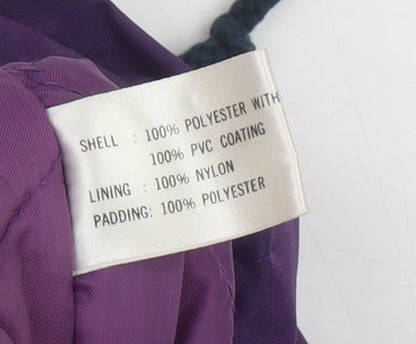 SHELL : 100% POLYESTER WITH
100% PVC COATING
LINING : 100% NYLON
PADDING: 100% POLYESTER